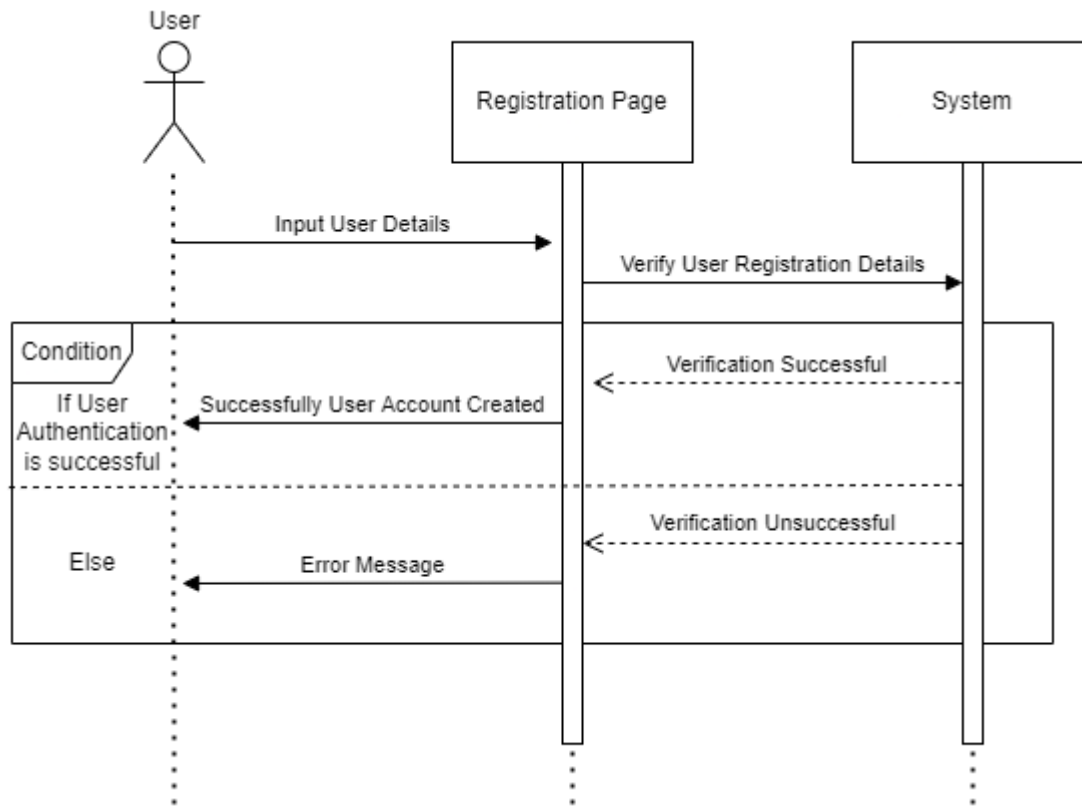 User
Registration Page
System
Input User Details
Verify User Registration Details
Condition
Verification Successful
If User
Authentication
is successful
Successfully User Account Created
Verification Unsuccessful
Else
Error Message